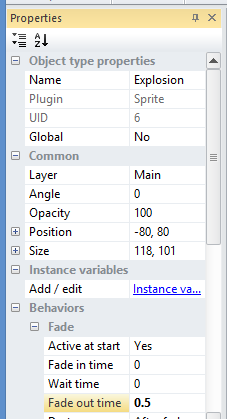 Properties
Object type properties
Name Explosion
Plugin Sprite
UID 6
Global No
Common
Layer Main
Angle 0
Opacity 100
Position -80, 80
Size 118, 101
Instance variables
Add / edit Instance va...
Behaviors
Fade
Active at start Yes
Fade in time 0
Wait time 0
Fade out time 0.5